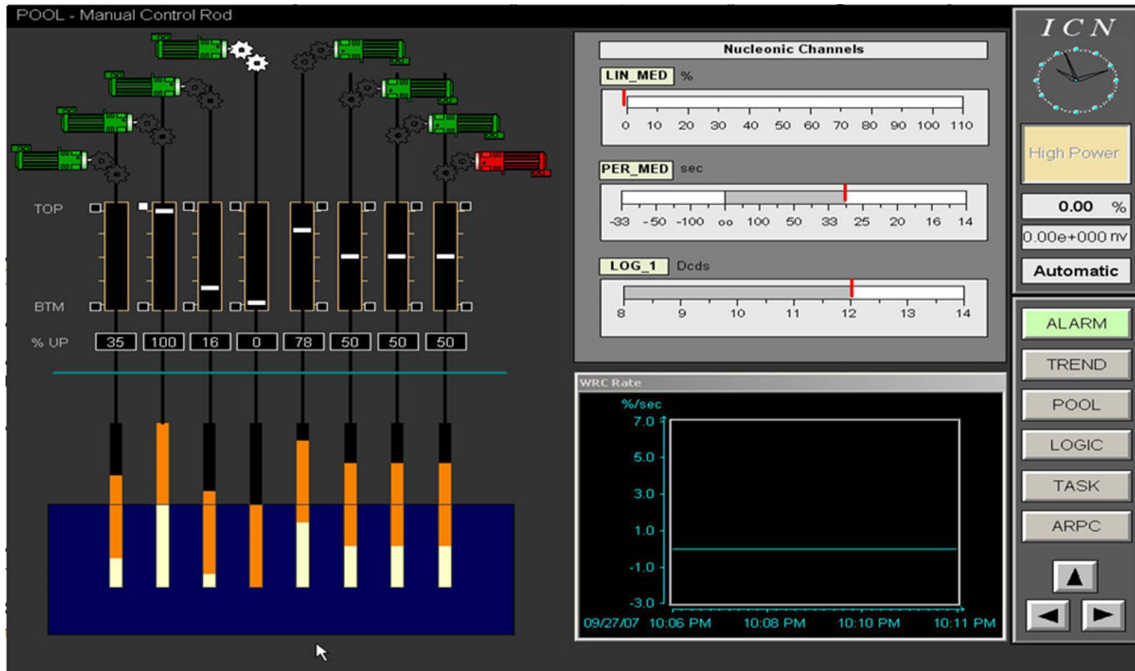 POOL - Manual Control Rod
TOP
BTM
% UP 35 100 16 0 78 50 50 50
Nucleonic Channels
LIN_MED %
0 10 20 30 40 50 60 70 80 90 100 110
PER_MED sec
-33 -50 -100 oo 100 50 33 25 20 16 14
LOG_1 Dcds
8 9 10 11 12 13 14
WRC Rate
%/sec
7.0
5.0
3.0
1.0
-1.0
-3.0
09/27/07 10:06 PM 10:08 PM 10:10 PM 10:11 PM
ICN
High Power
0.00 %
0.00e+000 nv
Automatic
ALARM
TREND
POOL
LOGIC
TASK
ARPC